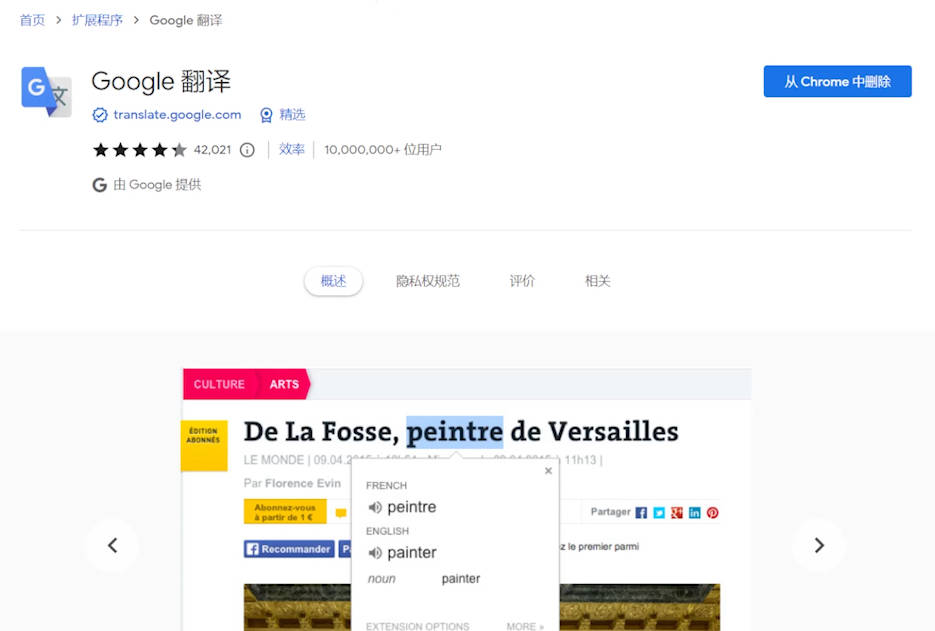 首页 > 扩展程序 > Google 翻译
Google 翻译
从 Chrome 中删除
translate.google.com 精选
42,021 效率 10,000,000+ 位用户
由 Google 提供
概述 隐私权规范 评价 相关
CULTURE ARTS
ÉDITION
ABONNÉS
De La Fosse, peintre de Versailles
LE MONDE | 09.04.2015 à 11h13 |
Par Florence Evin
×
FRENCH
peintre
ENGLISH
painter
noun painter
EXTENSION OPTIONS MORE »
Abonnez-vous
à partir de 1 €
Partager
Recommander
z le premier parmi